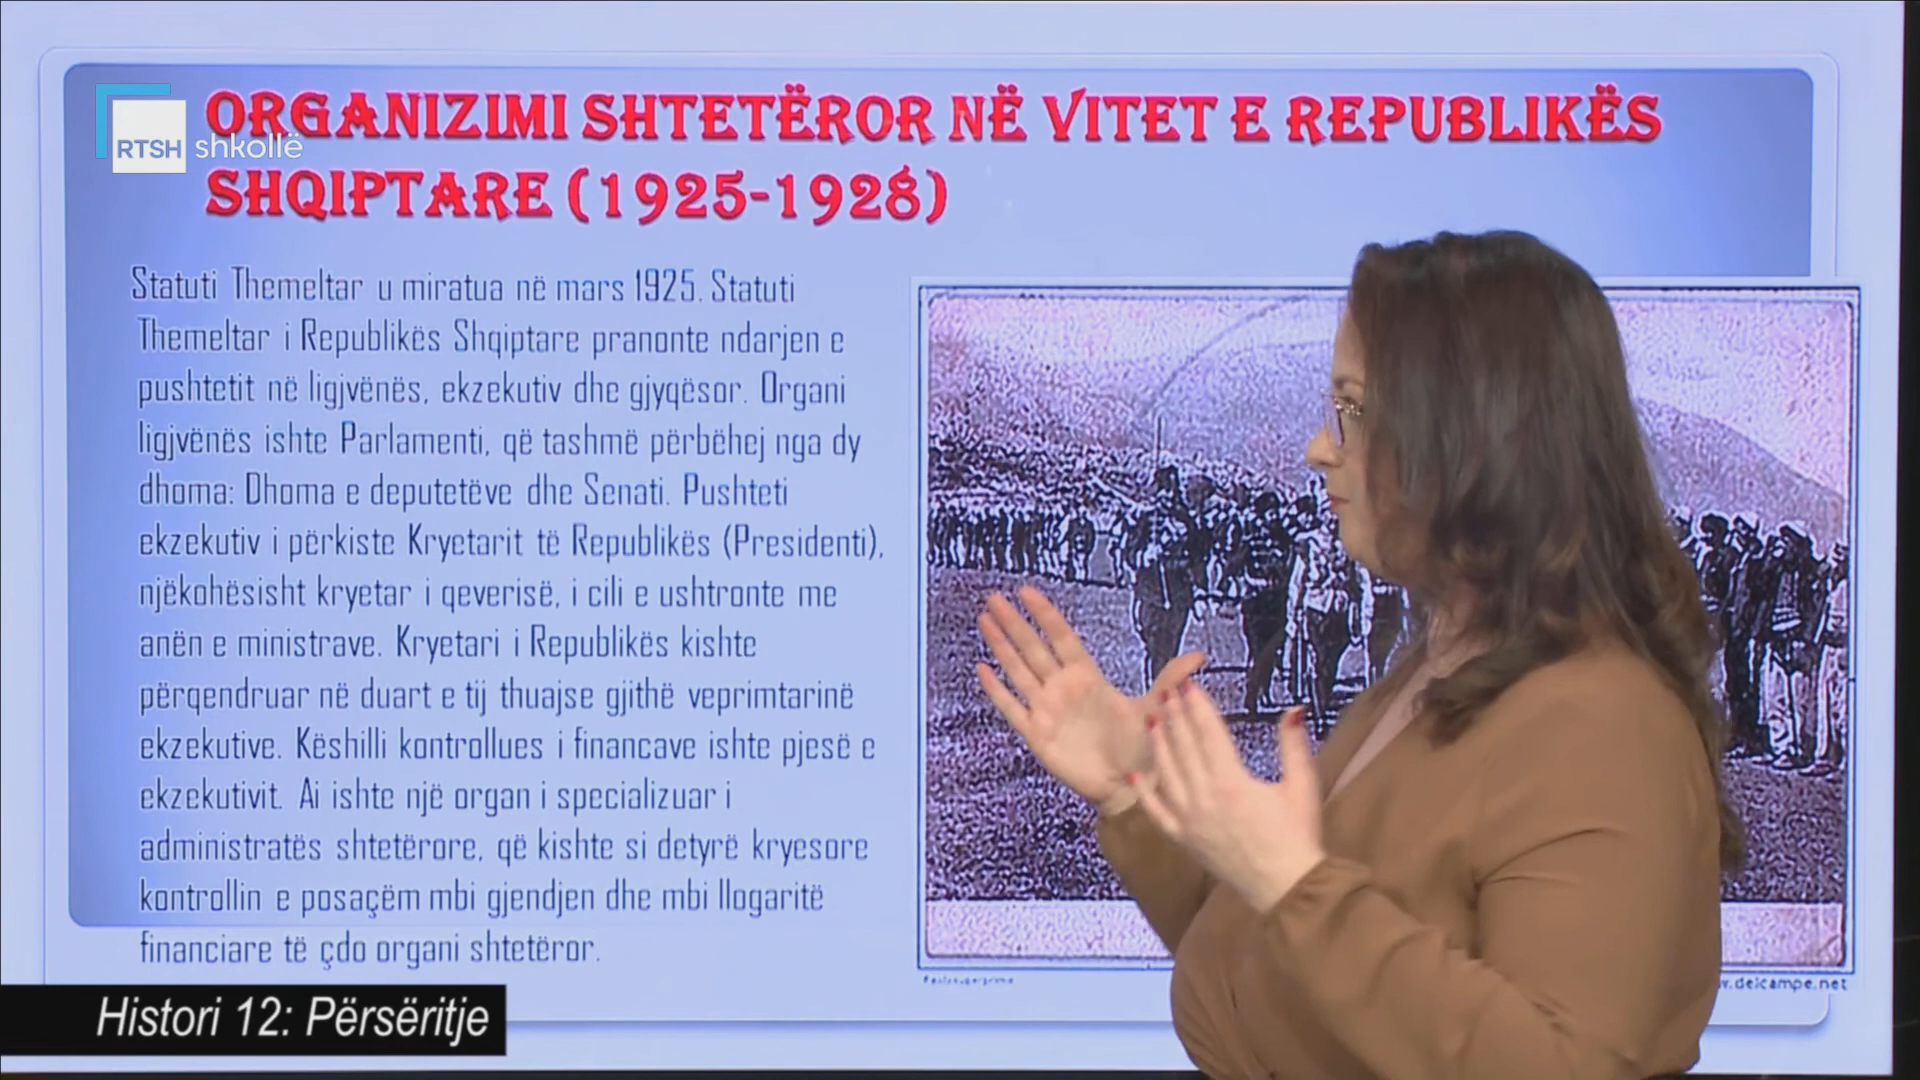 ORGANIZIMI SHTETËROR NË VITET E REPUBLIKËS
SHQIPTARE (1925-1928)
RTSH shkollë
Statuti Themeltar u miratua në mars 1925. Statuti
Themeltar i Republikës Shqiptare pranonte ndarjen e
pushtetit në ligjvënës, ekzekutiv dhe gjyqësor. Organi
ligjvënës ishte Parlamenti, që tashmë përbëhej nga dy
dhoma: Dhoma e deputetëve dhe Senati. Pushteti
ekzekutiv i përkiste Kryetarit të Republikës (Presidenti),
njëkohësisht kryetar i qeverisë, i cili e ushtronte me
anën e ministrave. Kryetari i Republikës kishte
përqendruar në duart e tij thuajse gjithë veprimtarinë
ekzekutive. Këshilli kontrollues i financave ishte pjesë e
ekzekutivit. Ai ishte një organ i specializuar i
administratës shtetërore, që kishte si detyrë kryesore
kontrollin e posaçëm mbi gjendjen dhe mbi llogaritë
financiare të çdo organi shtetëror.
.delcampe.net
Histori 12: Përsëritje